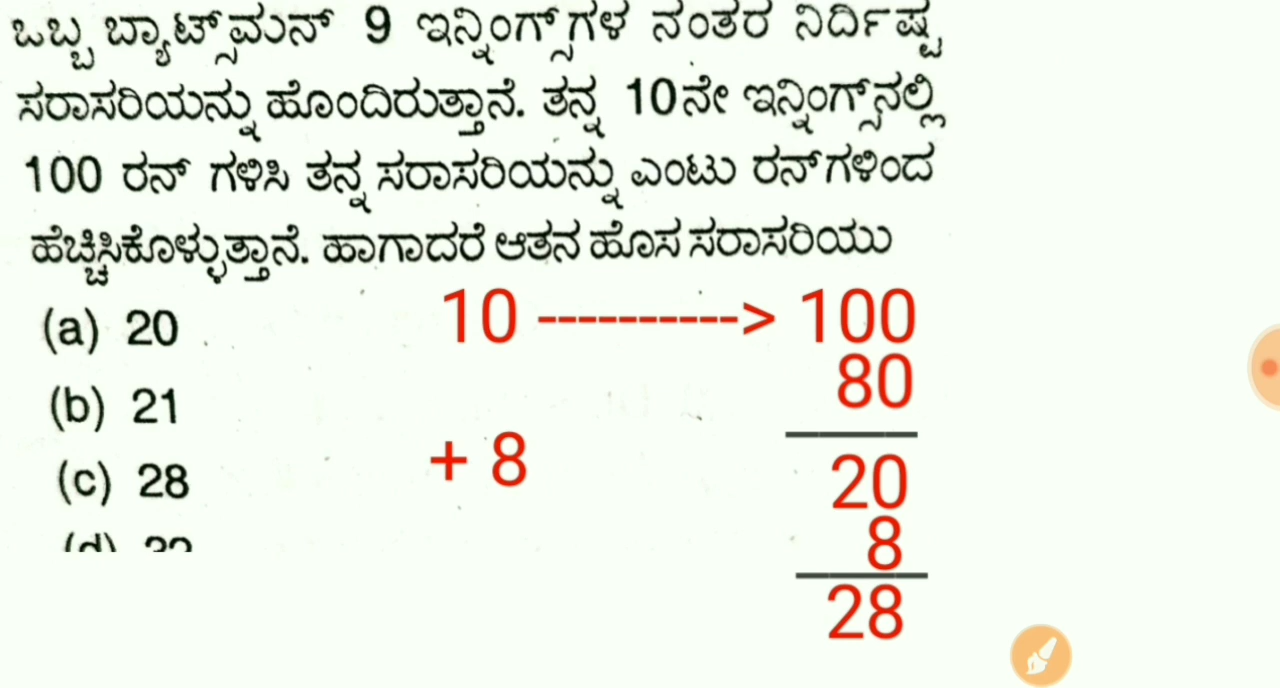 ಒಬ್ಬ ಬ್ಯಾಟ್ಸ್‌ಮನ್ 9 ಇನ್ನಿಂಗ್ಸ್‌ಗಳ ನಂತರ ನಿರ್ದಿಷ್ಟ
ಸರಾಸರಿಯನ್ನು ಹೊಂದಿರುತ್ತಾನೆ. ತನ್ನ 10ನೇ ಇನ್ನಿಂಗ್ಸ್‌ನಲ್ಲಿ
100 ರನ್ ಗಳಿಸಿ ತನ್ನ ಸರಾಸರಿಯನ್ನು ಎಂಟು ರನ್‌ಗಳಿಂದ
ಹೆಚ್ಚಿಸಿಕೊಳ್ಳುತ್ತಾನೆ. ಹಾಗಾದರೆ ಆತನ ಹೊಸ ಸರಾಸರಿಯು
(a) 20
(b) 21
(c) 28
(d)
10 ----------> 100
80
+ 8
20
8
28